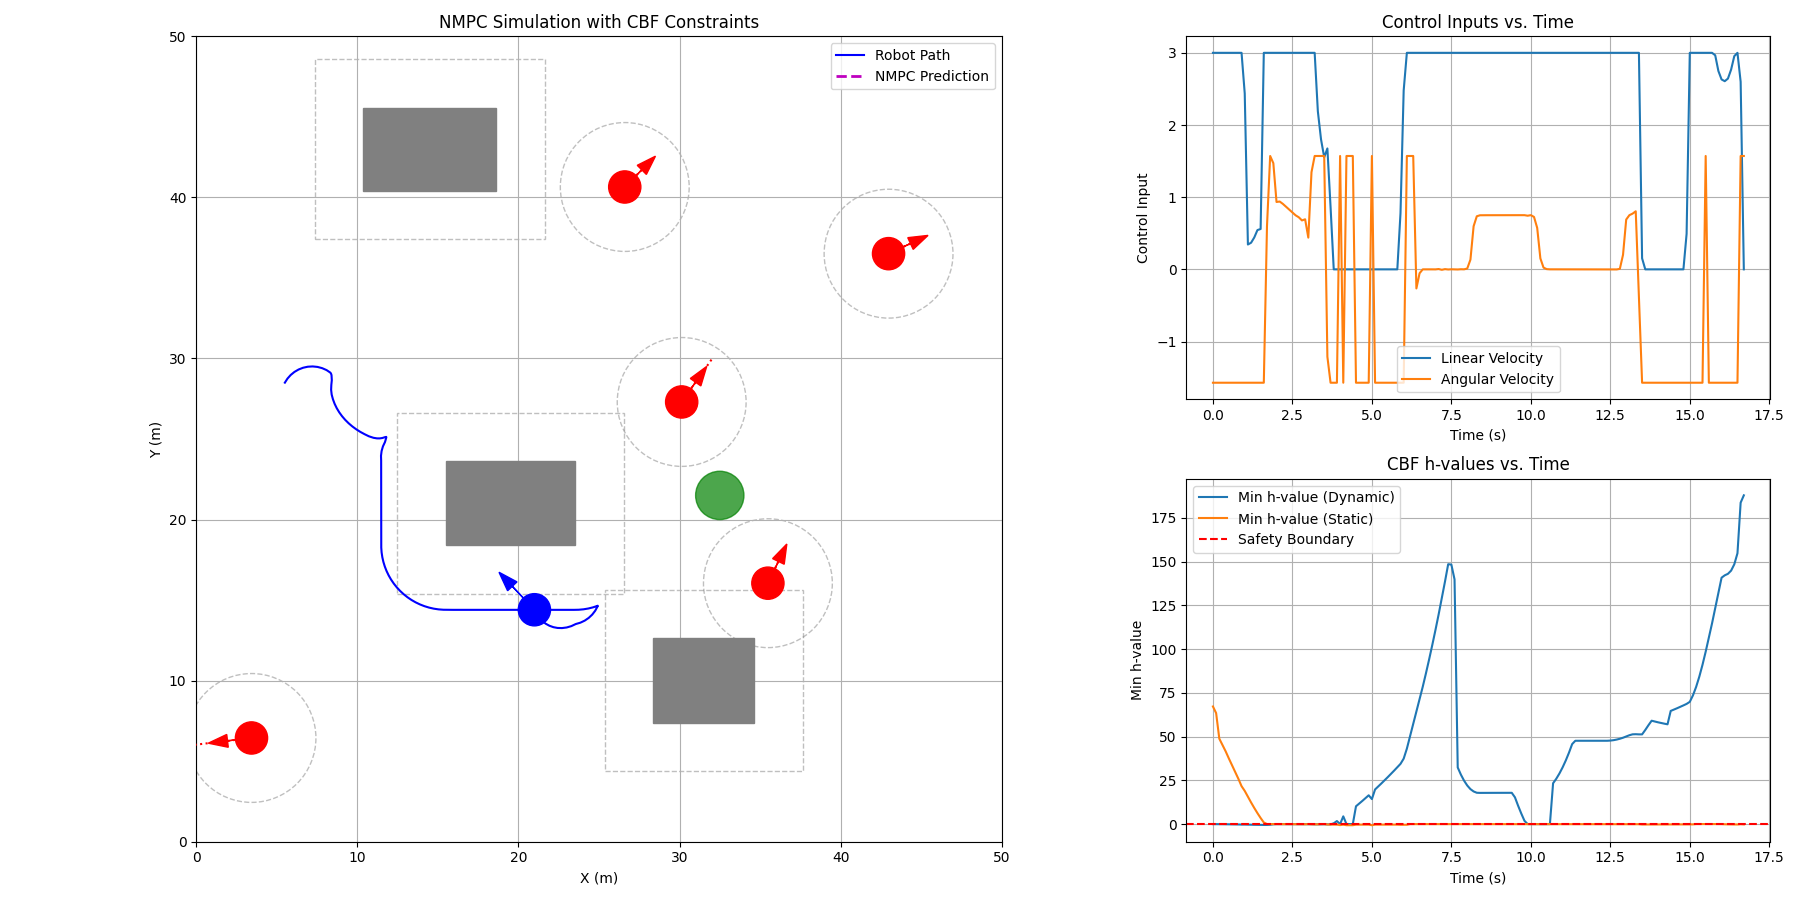 NMPC Simulation with CBF Constraints
50
40
30
20
10
0
0
10
20
30
40
50
Y (m)
X (m)
Robot Path
NMPC Prediction
Control Inputs vs. Time
3
2
1
0
−1
Control Input
Linear Velocity
Angular Velocity
0.0
2.5
5.0
7.5
10.0
12.5
15.0
17.5
Time (s)
CBF h-values vs. Time
Min h-value (Dynamic)
Min h-value (Static)
Safety Boundary
175
150
125
100
75
50
25
0
Min h-value
0.0
2.5
5.0
7.5
10.0
12.5
15.0
17.5
Time (s)